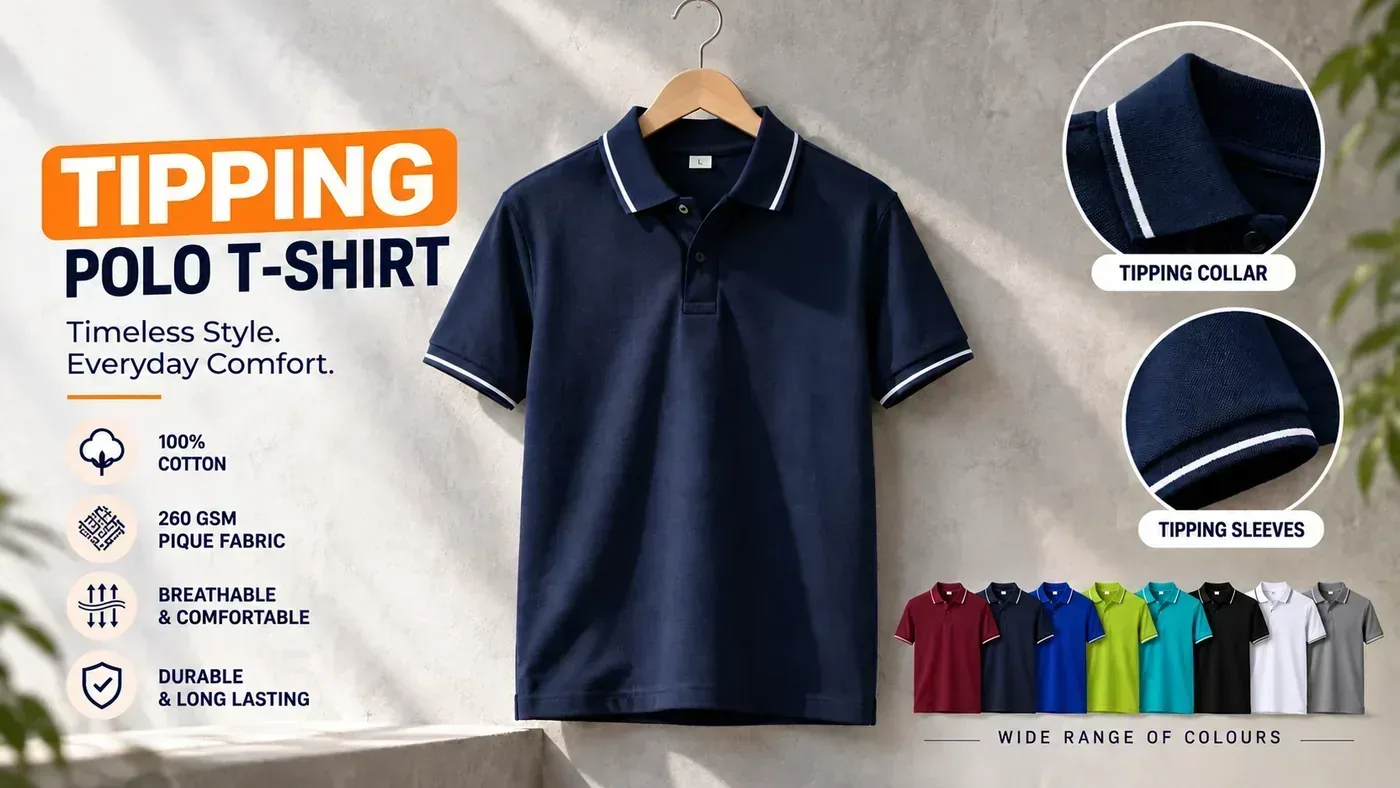 TIPPING
POLO T-SHIRT
Timeless Style.
Everyday Comfort.
100%
COTTON
260 GSM
PIQUE FABRIC
BREATHABLE
& COMFORTABLE
DURABLE
& LONG LASTING
L
TIPPING COLLAR
TIPPING SLEEVES
WIDE RANGE OF COLOURS